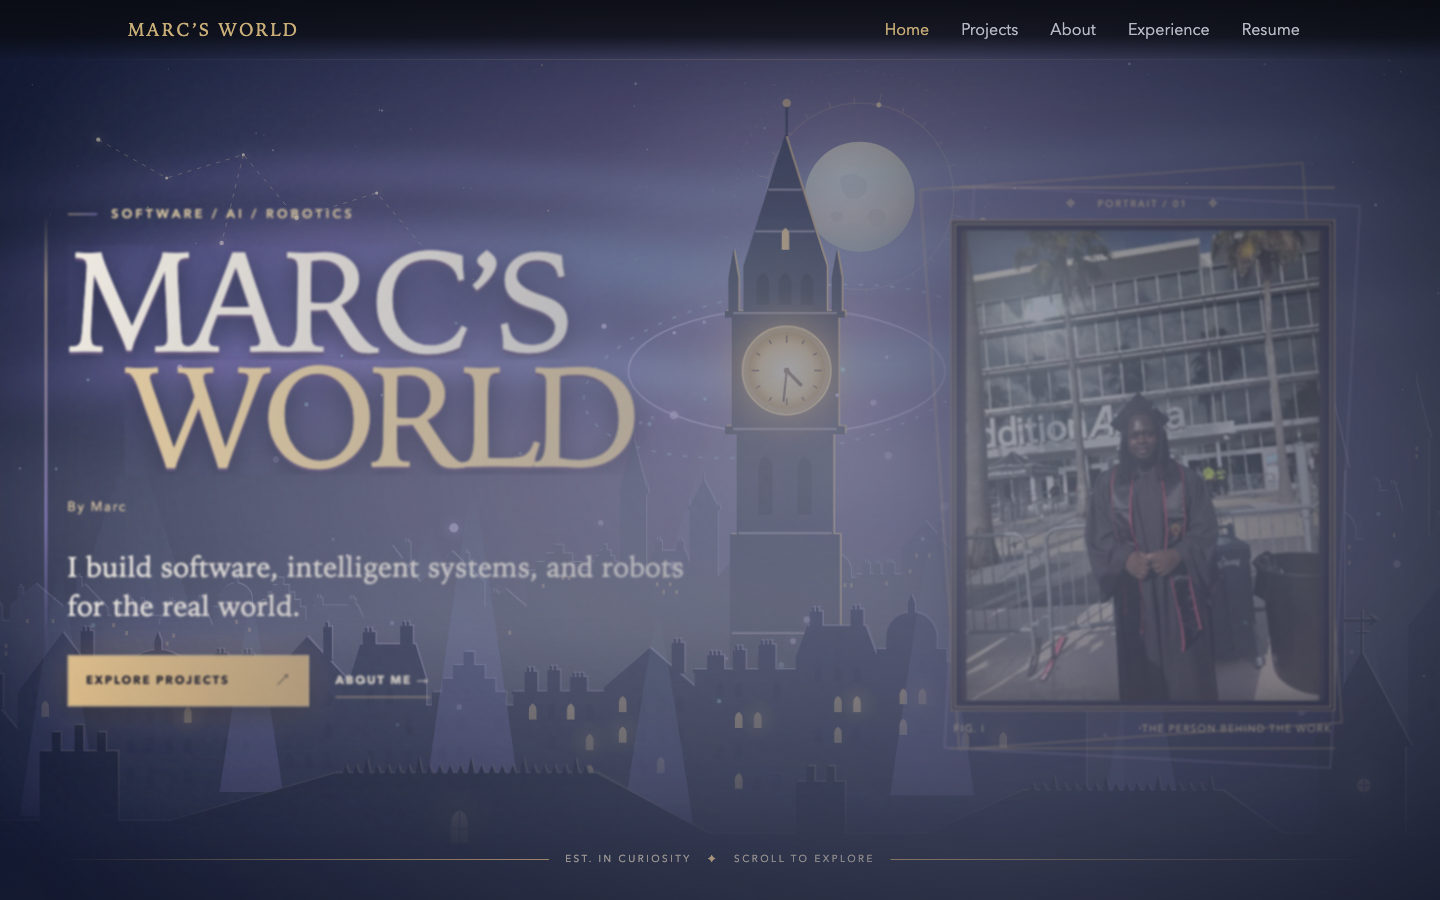 MARC’S WORLD
Home Projects About Experience Resume
SOFTWARE / AI / ROBOTICS
MARC’S
WORLD
By Marc
I build software, intelligent systems, and robots
for the real world.
EXPLORE PROJECTS
ABOUT ME →
PORTRAIT / 01
FIG. I
THE PERSON BEHIND THE WORK
EST. IN CURIOSITY ✦ SCROLL TO EXPLORE